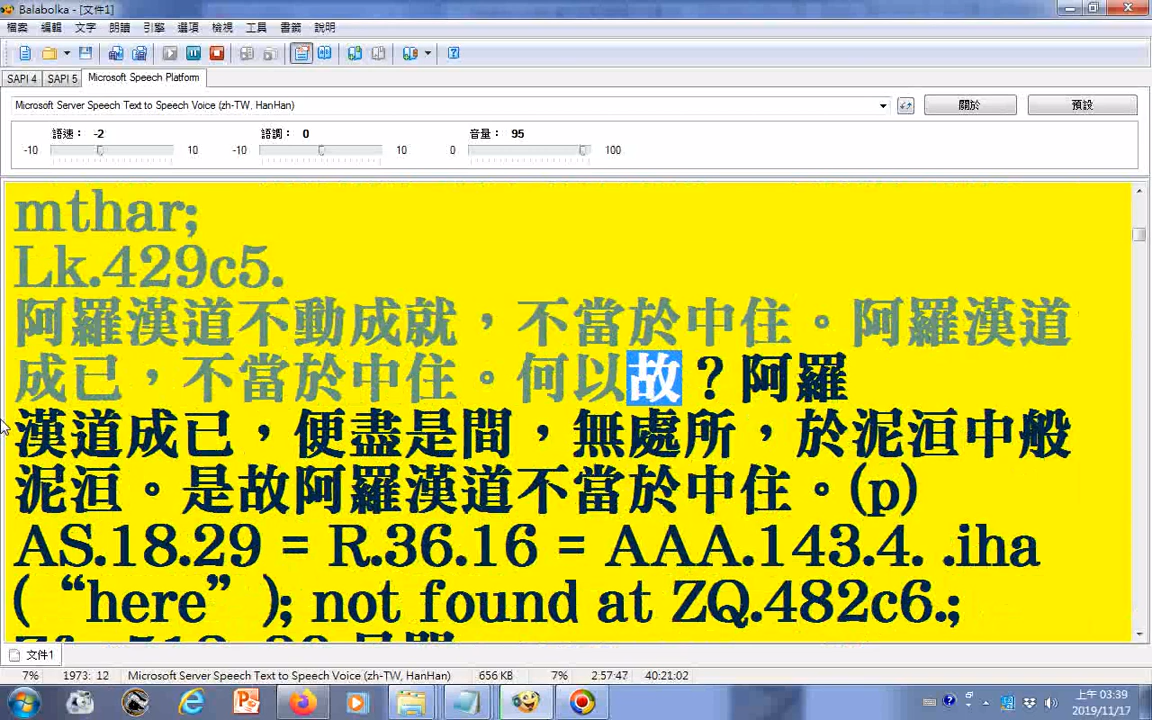 Balabolka - [文件1]
檔案 編輯 文字 朗讀 引擎 選項 檢視 工具 書籤 說明
SAPI 4 SAPI 5 Microsoft Speech Platform
Microsoft Server Speech Text to Speech Voice (zh-TW, HanHan) 關於 預設
語速： -2 語調： 0 音量： 95
-10 10 -10 10 0 100
mthar;
Lk.429c5.
阿羅漢道不動成就，不當於中住。阿羅漢道
成已，不當於中住。何以故？阿羅
漢道成已，便盡是間，無處所，於泥洹中般
泥洹。是故阿羅漢道不當於中住。(p)
AS.18.29 = R.36.16 = AAA.143.4. .iha
(“here”); not found at ZQ.482c6.;
文件1
7% 1973: 12 Microsoft Server Speech Text to Speech Voice (zh-TW, HanHan) 656 KB 7% 2:57:47 40:21:02
上午 03:39
2019/11/17